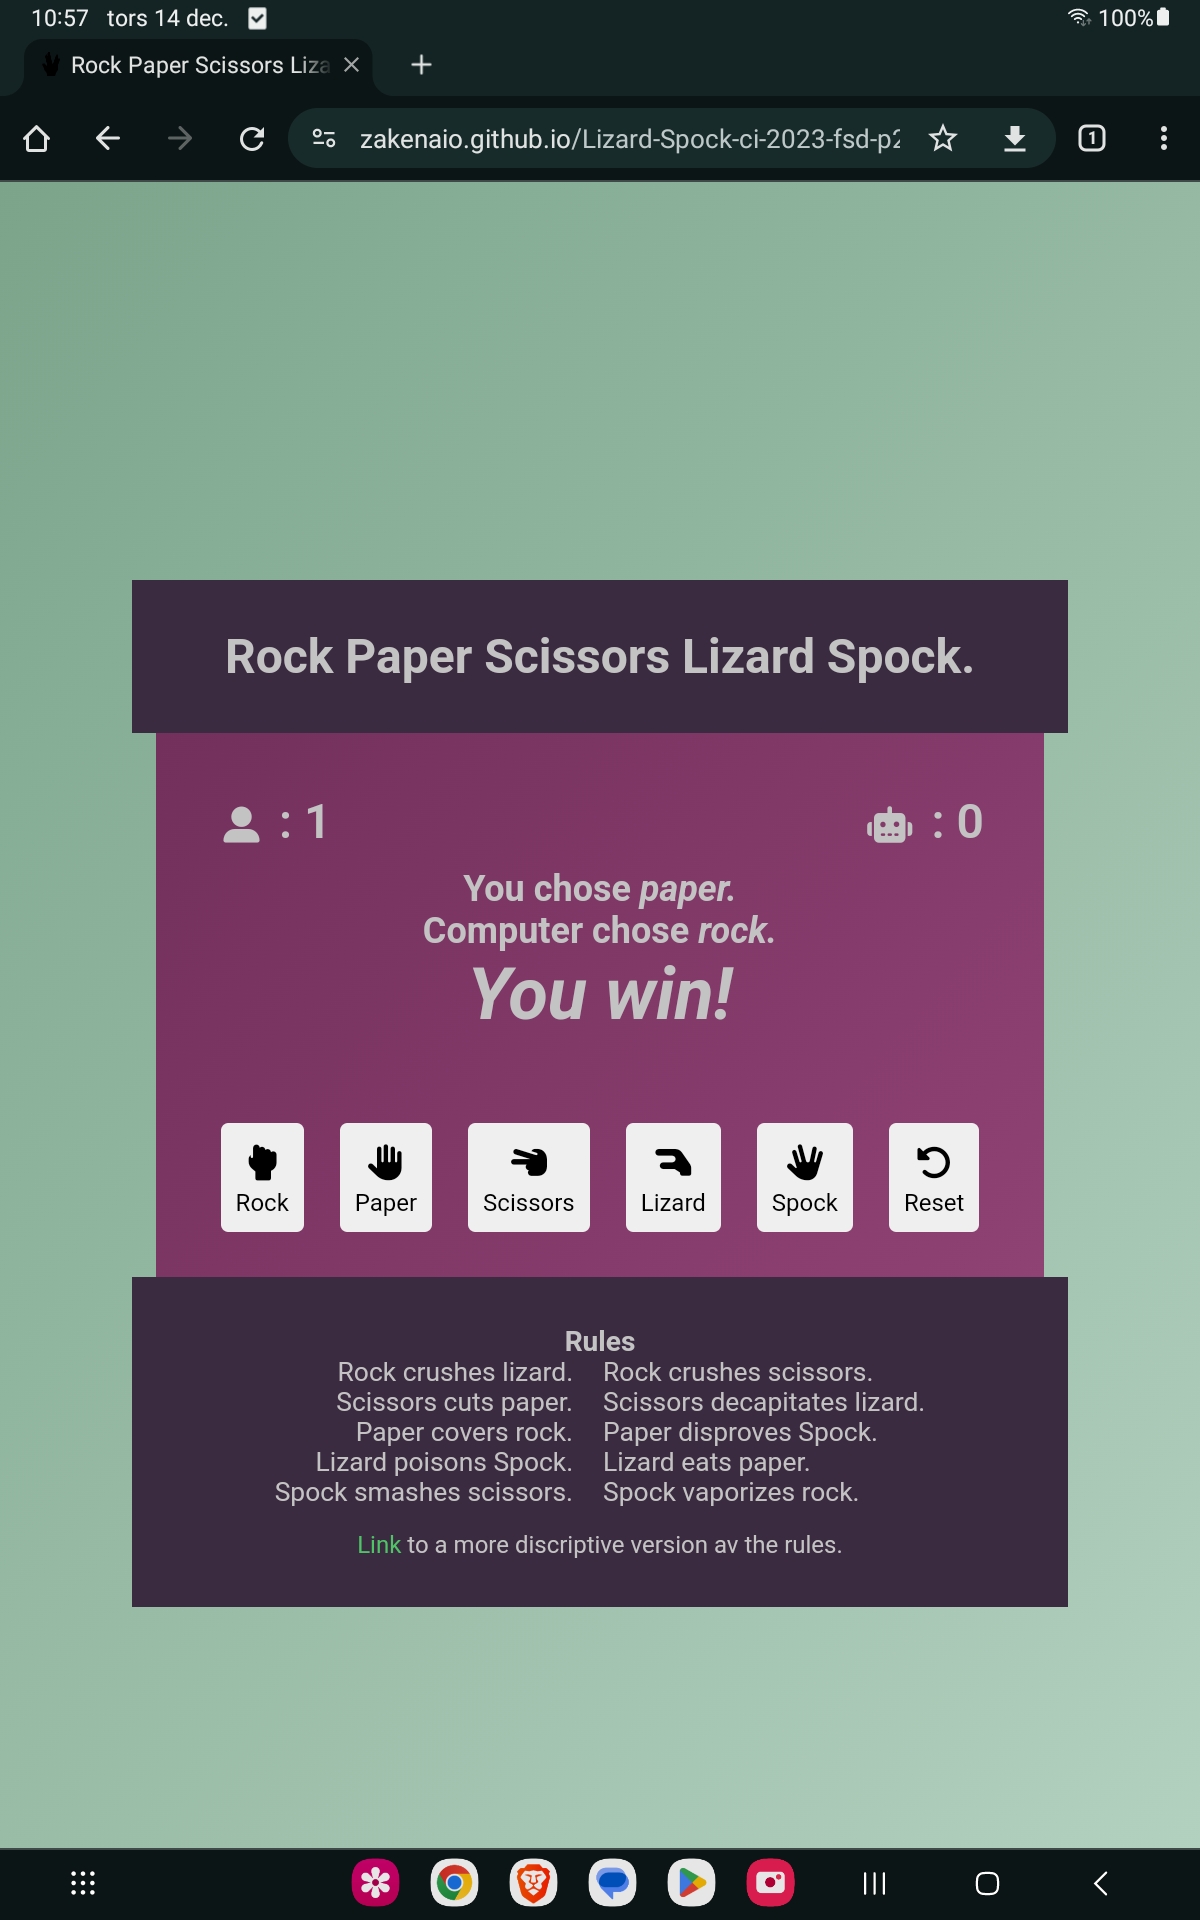 10:57 tors 14 dec. 100%
Rock Paper Scissors Liza
zakenaio.github.io/Lizard-Spock-ci-2023-fsd-p2 1
Rock Paper Scissors Lizard Spock.
: 1 : 0
You chose paper.
Computer chose rock.
You win!
Rock Paper Scissors Lizard Spock Reset
Rules
Rock crushes lizard. Rock crushes scissors.
Scissors cuts paper. Scissors decapitates lizard.
Paper covers rock. Paper disproves Spock.
Lizard poisons Spock. Lizard eats paper.
Spock smashes scissors. Spock vaporizes rock.
Link to a more discriptive version av the rules.